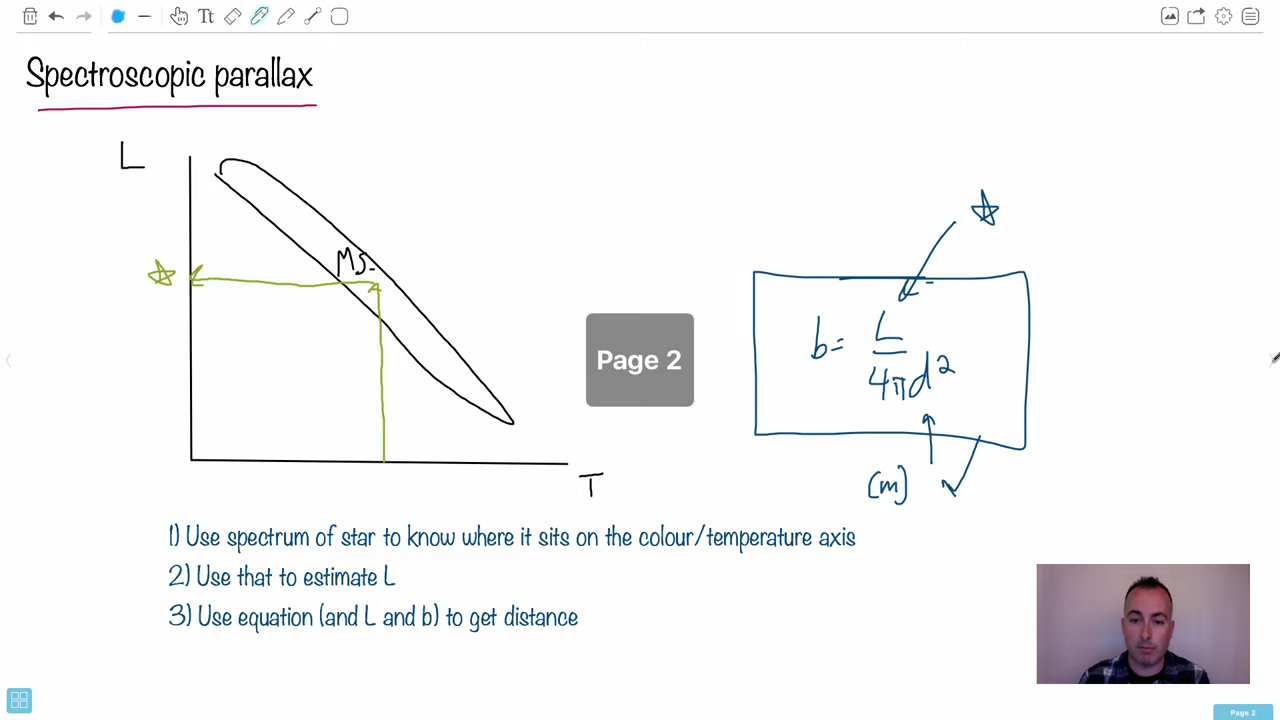 Tt
Spectroscopic parallax
L
MS
b = L / 4πd²
[m]
T
Page 2
1) Use spectrum of star to know where it sits on the colour/temperature axis
2) Use that to estimate L
3) Use equation (and L and b) to get distance
Page 2